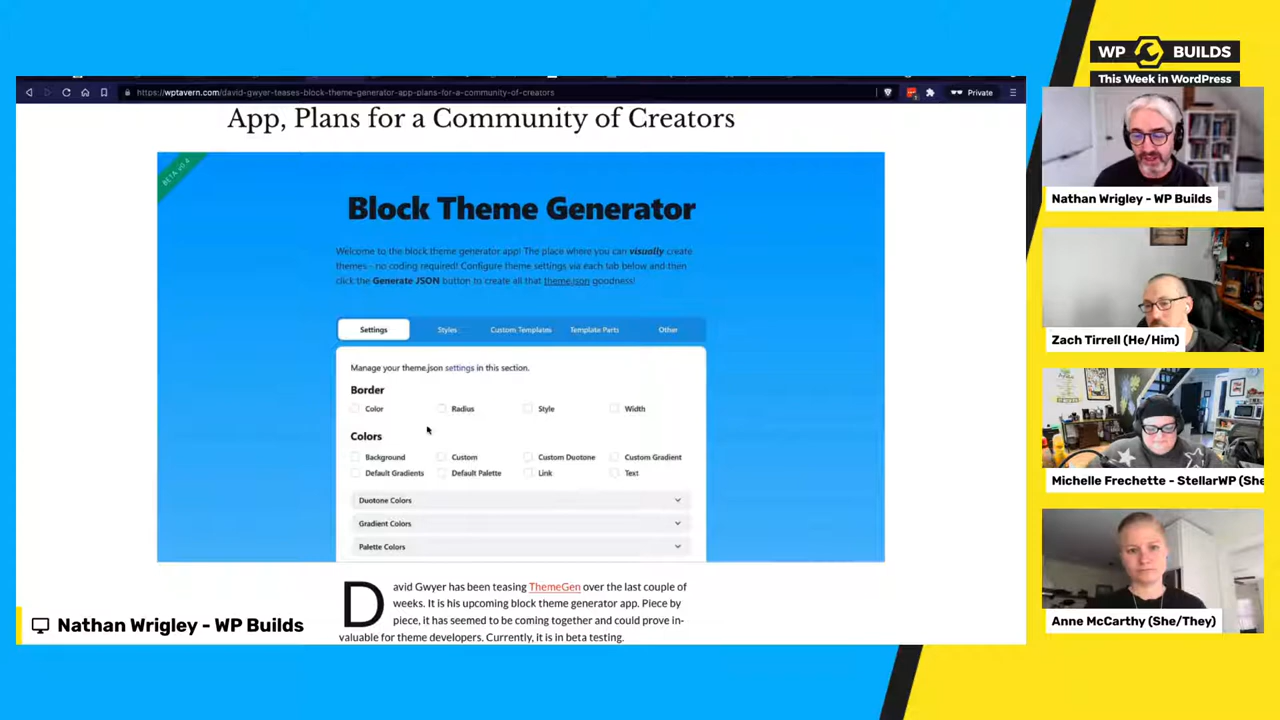 WP BUILDS
This Week in WordPress
https://wptavern.com/david-gwyer-teases-block-theme-generator-app-plans-for-a-community-of-creators
Private
App, Plans for a Community of Creators
BETA V0.4
Block Theme Generator
Welcome to the block theme generator app! The place where you can visually create
themes - no coding required! Configure theme settings via each tab below and then
click the Generate JSON button to create all that theme.json goodness!
Settings Styles Custom Templates Template Parts Other
Manage your theme.json settings in this section.
Border
Color Radius Style Width
Colors
Background Custom Custom Duotone Custom Gradient
Default Gradients Default Palette Link Text
Duotone Colors
Gradient Colors
Palette Colors
David Gwyer has been teasing ThemeGen over the last couple of
weeks. It is his upcoming block theme generator app. Piece by
piece, it has seemed to be coming together and could prove in-
valuable for theme developers. Currently, it is in beta testing.
Nathan Wrigley - WP Builds
Nathan Wrigley - WP Builds
Zach Tirrell (He/Him)
Michelle Frechette - StellarWP (She
Anne McCarthy (She/They)